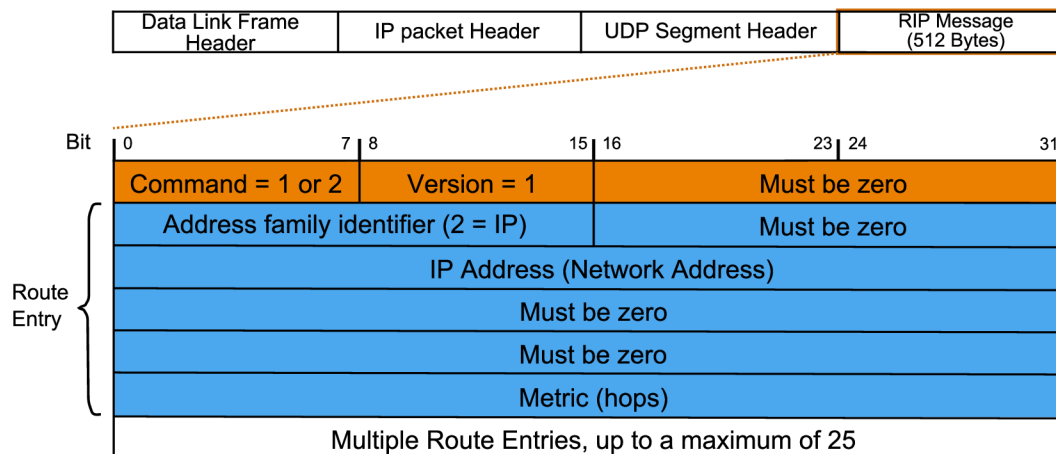 Data Link Frame
Header
IP packet Header
UDP Segment Header
RIP Message
(512 Bytes)
Bit
0
7
8
15
16
23
24
31
Command = 1 or 2
Version = 1
Must be zero
Address family identifier (2 = IP)
Must be zero
IP Address (Network Address)
Route
Entry
Must be zero
Must be zero
Metric (hops)
Multiple Route Entries, up to a maximum of 25